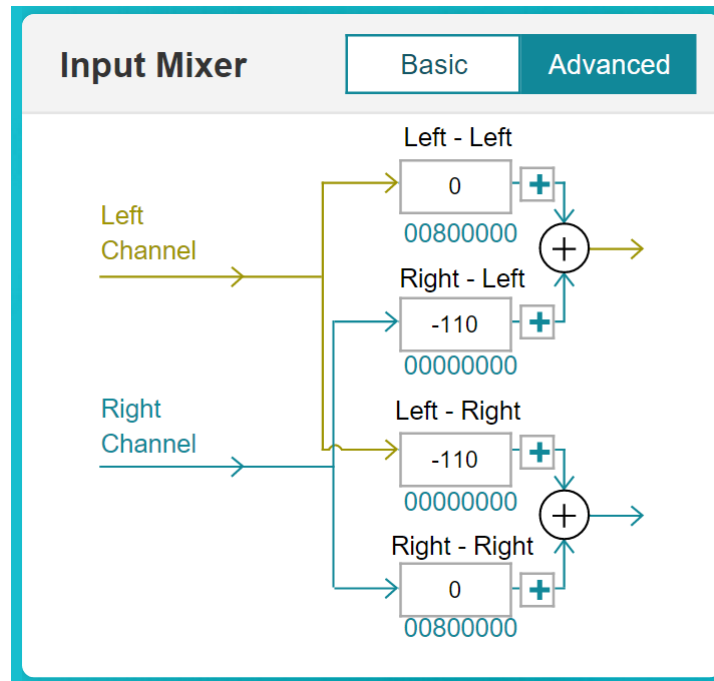 Input Mixer
Basic
Advanced
Left - Left
0
00800000
Left
Channel
Right - Left
-110
00000000
Right
Channel
Left - Right
-110
00000000
Right - Right
0
00800000